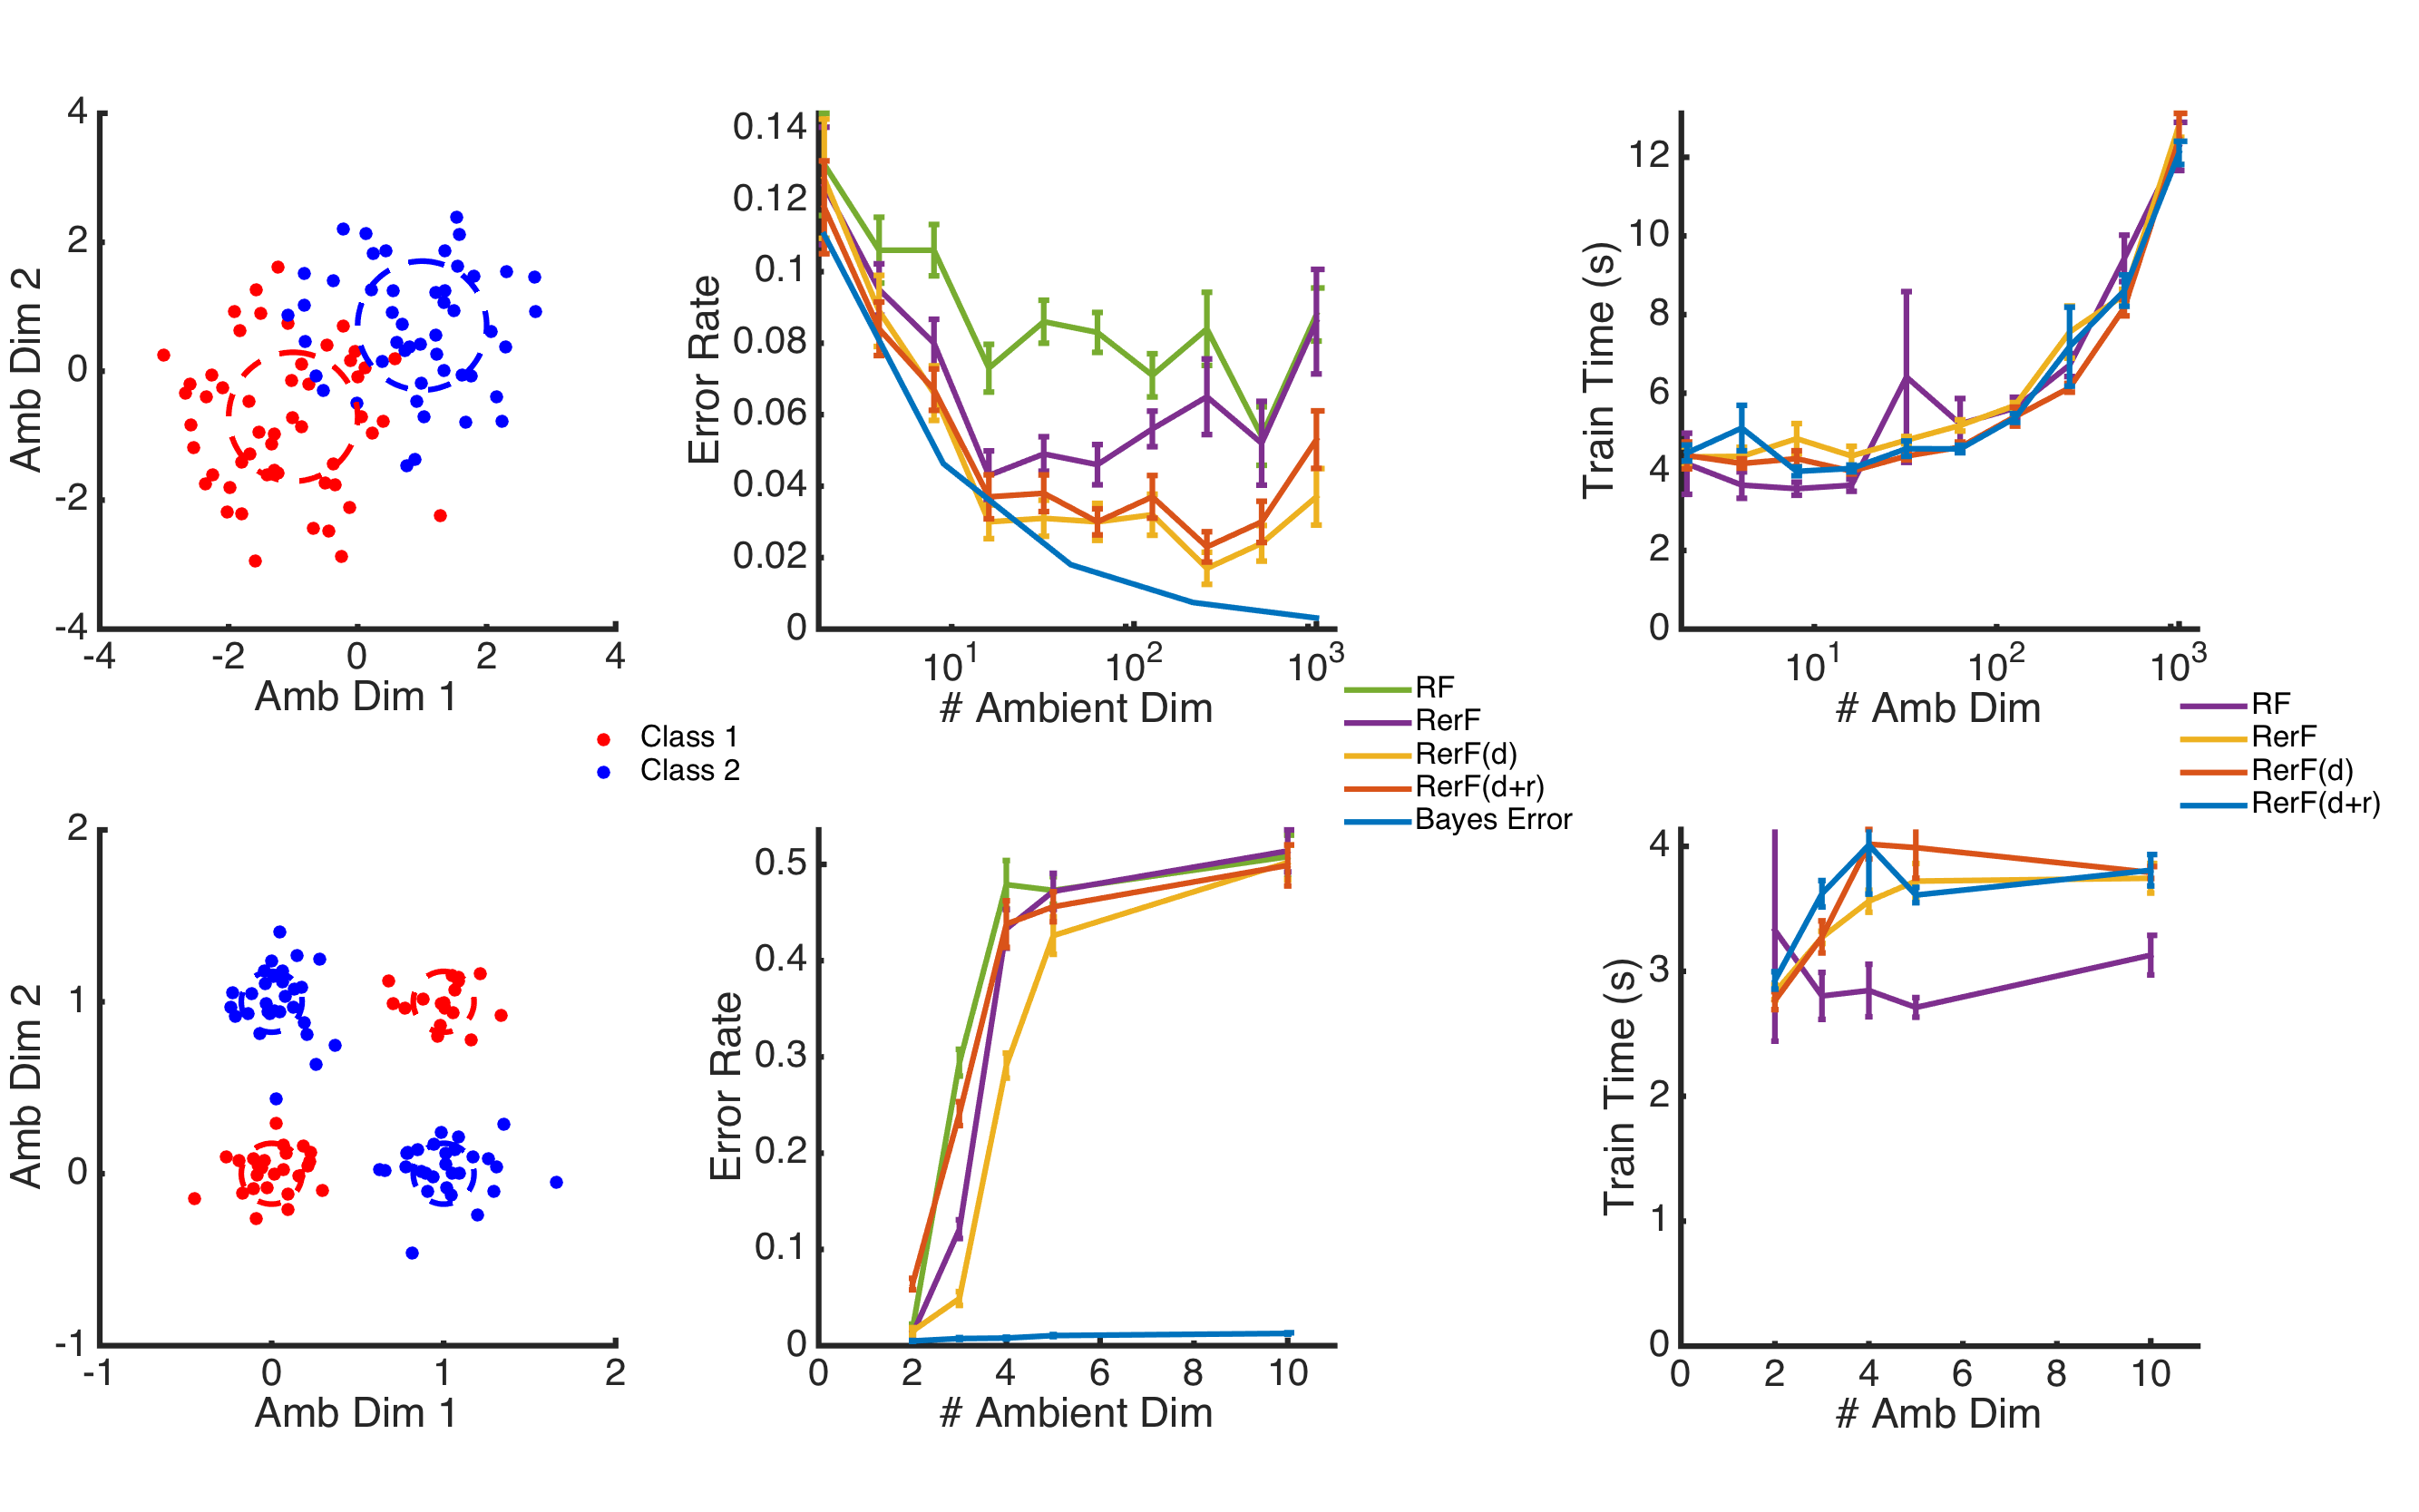 4
2
0
-2
-4
-4 -2 0 2 4
Amb Dim 2
Amb Dim 1
0.14
0.12
0.1
0.08
0.06
0.04
0.02
0
10¹ 10² 10³
Error Rate
# Ambient Dim
12
10
8
6
4
2
0
10¹ 10² 10³
Train Time (s)
# Amb Dim
Class 1
Class 2
RF
RerF
RerF(d)
RerF(d+r)
Bayes Error
RF
RerF
RerF(d)
RerF(d+r)
2
1
0
-1
-1 0 1 2
Amb Dim 2
Amb Dim 1
0.5
0.4
0.3
0.2
0.1
0
0 2 4 6 8 10
Error Rate
# Ambient Dim
4
3
2
1
0
0 2 4 6 8 10
Train Time (s)
# Amb Dim